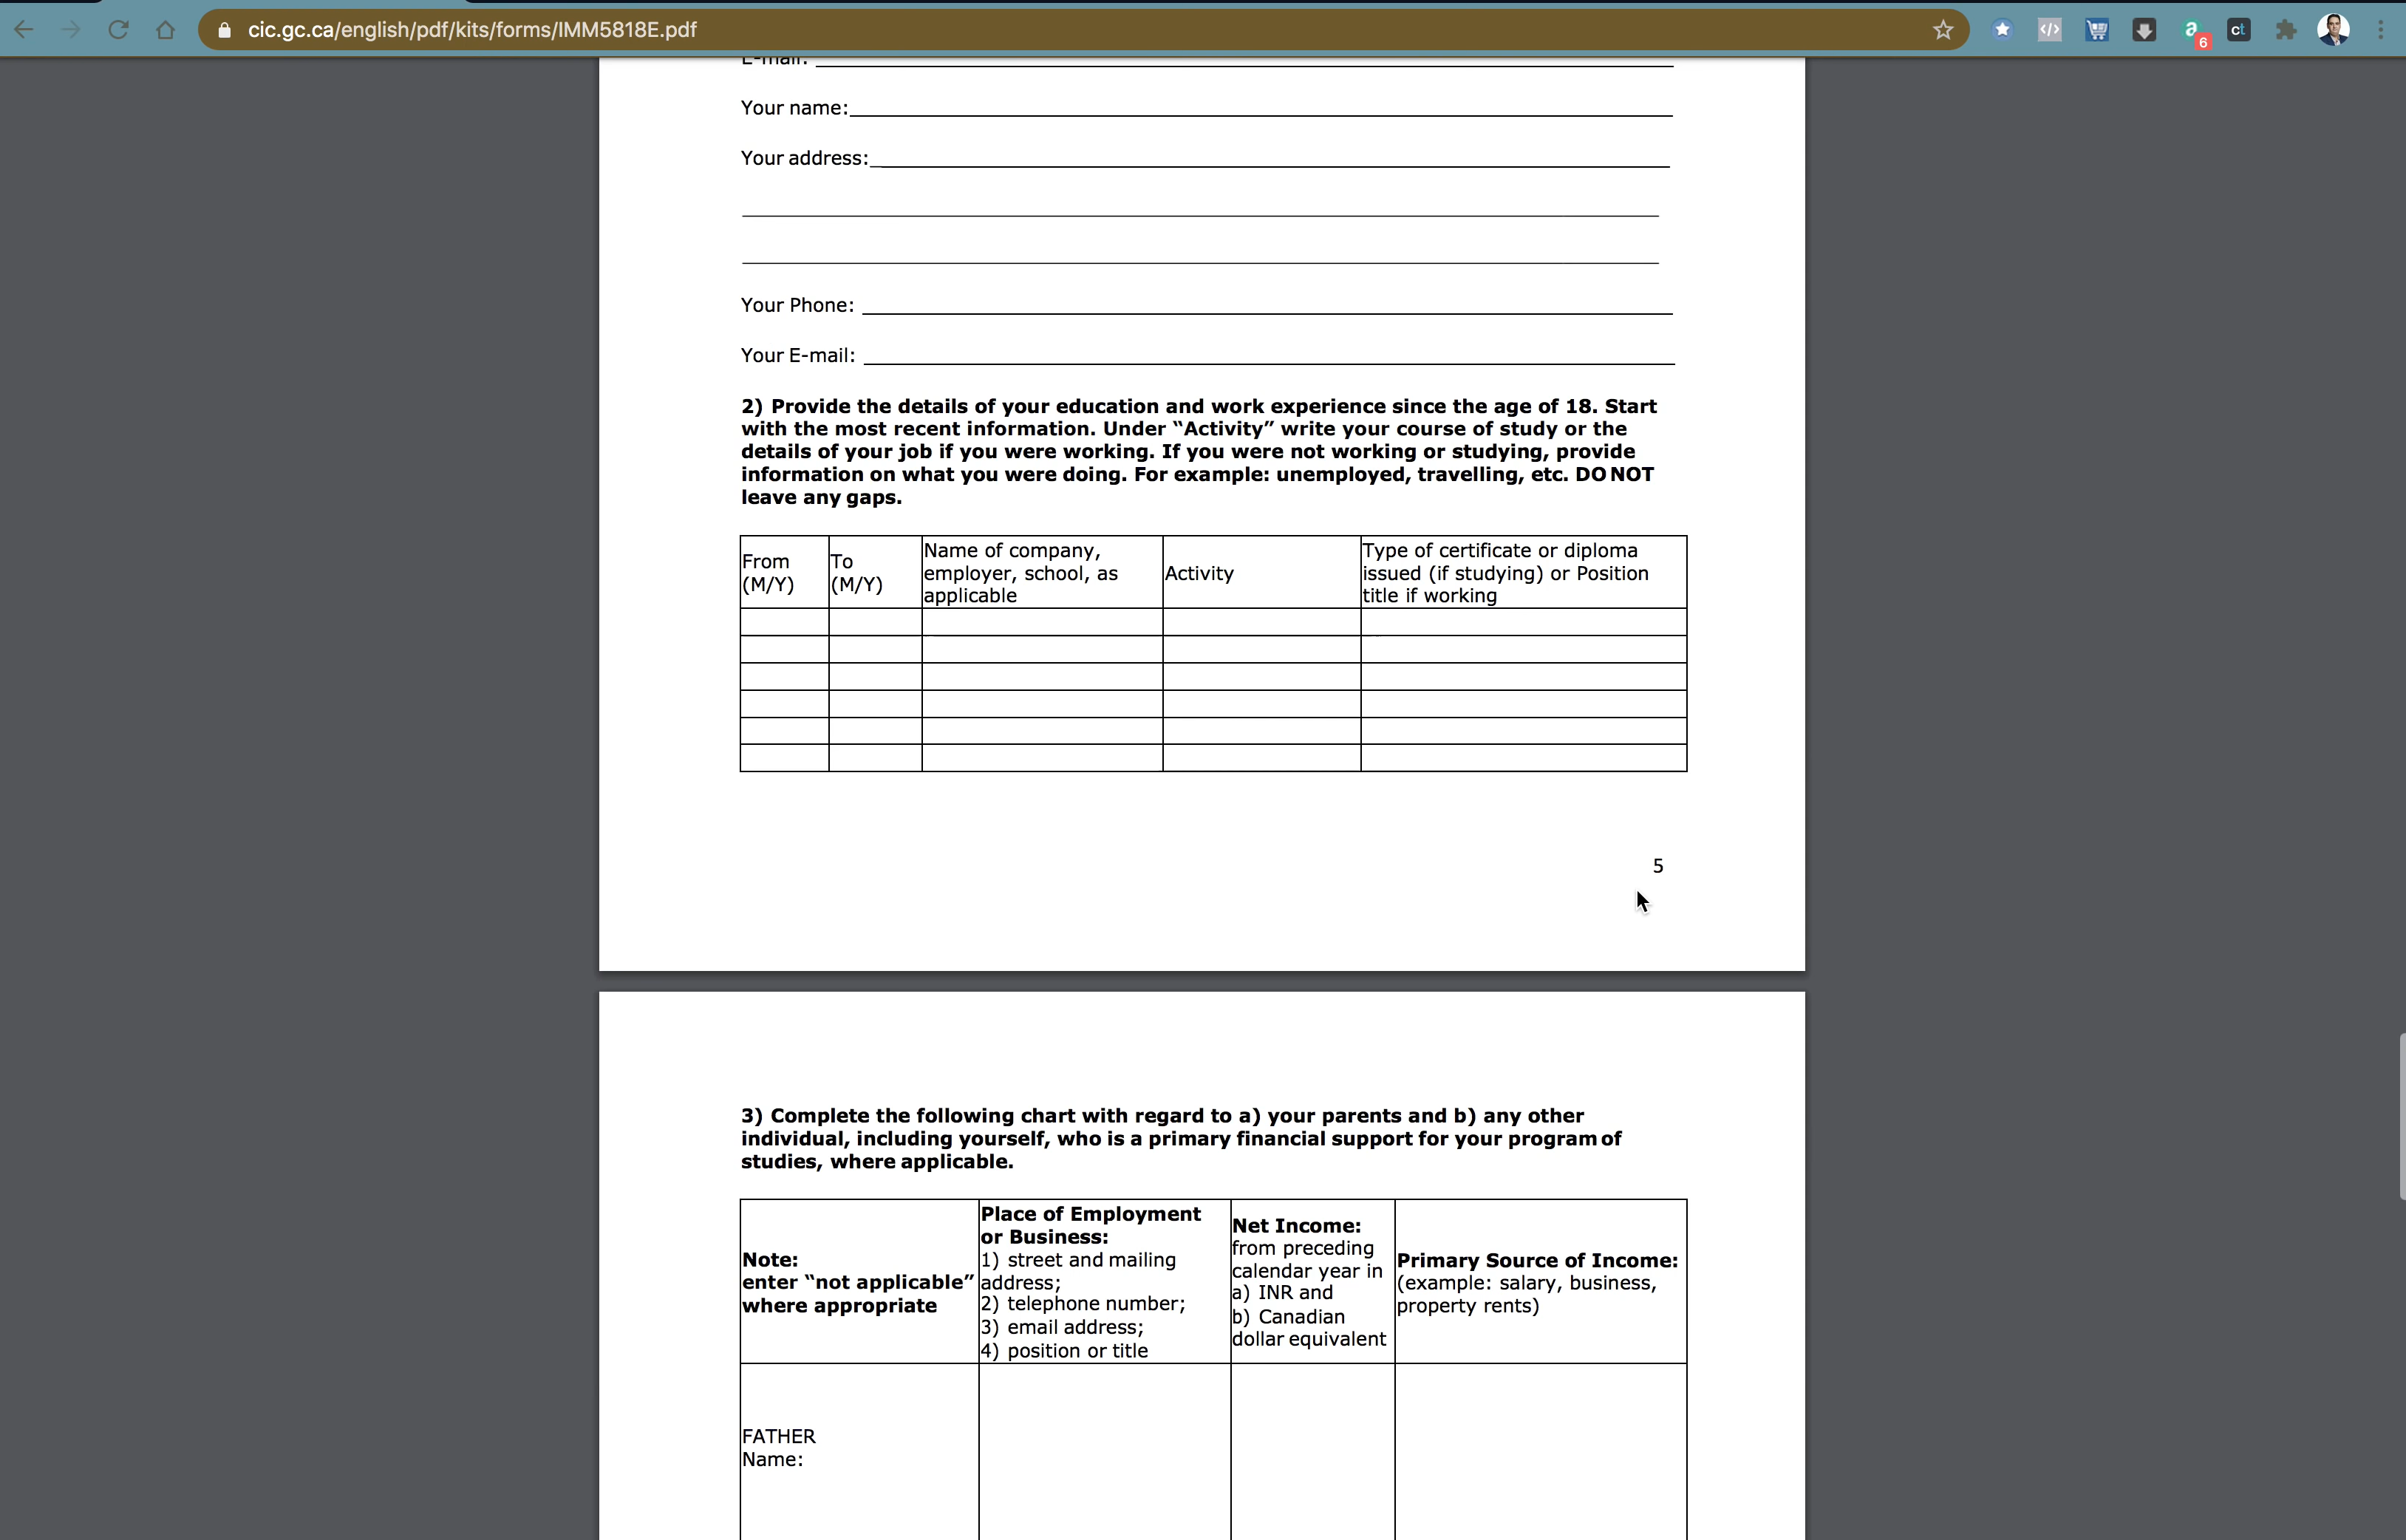 cic.gc.ca/english/pdf/kits/forms/IMM5818E.pdf
</>
a
6
ct
E-mail:
Your name:
Your address:
Your Phone:
Your E-mail:
2) Provide the details of your education and work experience since the age of 18. Start
with the most recent information. Under “Activity” write your course of study or the
details of your job if you were working. If you were not working or studying, provide
information on what you were doing. For example: unemployed, travelling, etc. DO NOT
leave any gaps.
From
(M/Y)
To
(M/Y)
Name of company,
employer, school, as
applicable
Activity
Type of certificate or diploma
issued (if studying) or Position
title if working
5
3) Complete the following chart with regard to a) your parents and b) any other
individual, including yourself, who is a primary financial support for your program of
studies, where applicable.
Note:
enter “not applicable”
where appropriate
Place of Employment
or Business:
1) street and mailing
address;
2) telephone number;
3) email address;
4) position or title
Net Income:
from preceding
calendar year in
a) INR and
b) Canadian
dollar equivalent
Primary Source of Income:
(example: salary, business,
property rents)
FATHER
Name: